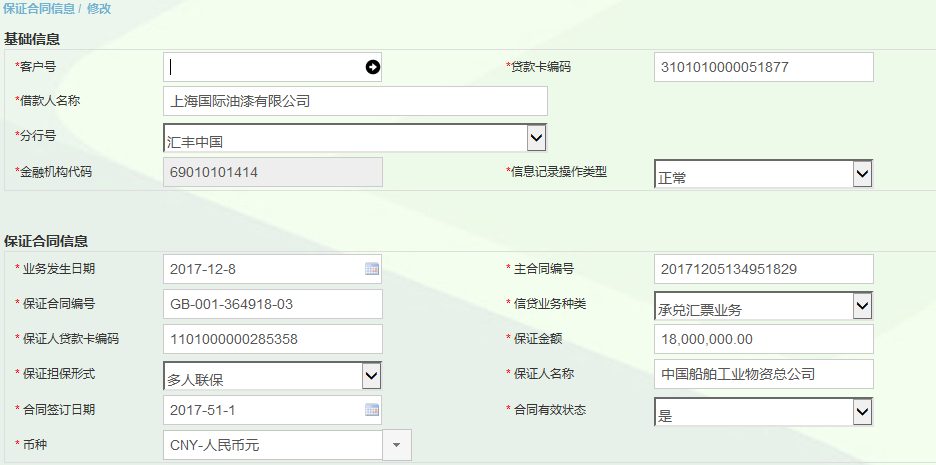 保证合同信息 / 修改
基础信息
*客户号 *贷款卡编码 3101010000051877
*借款人名称 上海国际油漆有限公司
*分行号 汇丰中国
*金融机构代码 69010101414 *信息记录操作类型 正常
保证合同信息
* 业务发生日期 2017-12-8 * 主合同编号 20171205134951829
* 保证合同编号 GB-001-364918-03 * 信贷业务种类 承兑汇票业务
* 保证人贷款卡编码 1101000000285358 * 保证金额 18,000,000.00
* 保证担保形式 多人联保 * 保证人名称 中国船舶工业物资总公司
* 合同签订日期 2017-51-1 * 合同有效状态 是
* 币种 CNY-人民币元